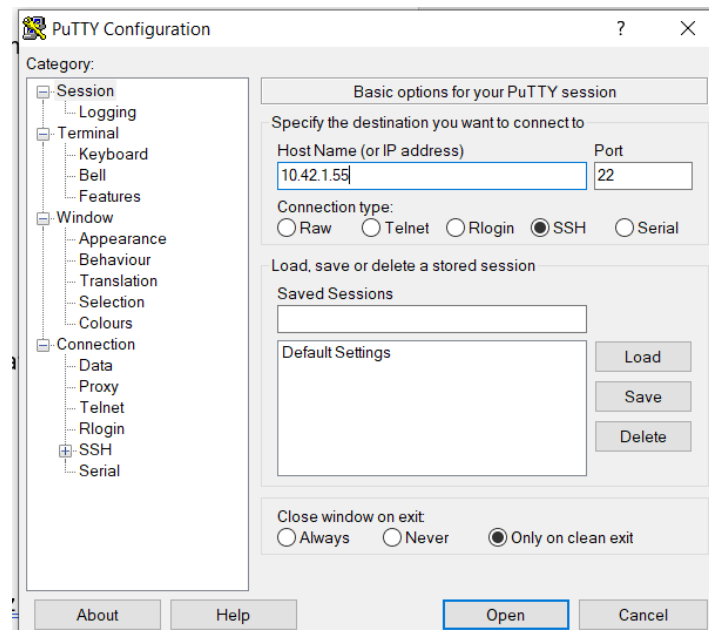 PuTTY Configuration
?
Category:
Session
Logging
Terminal
Keyboard
Bell
Features
Window
Appearance
Behaviour
Translation
Selection
Colours
Connection
Data
Proxy
Telnet
Rlogin
SSH
Serial
Basic options for your PuTTY session
Specify the destination you want to connect to
Host Name (or IP address) Port
10.42.1.55 22
Connection type:
Raw Telnet Rlogin SSH Serial
Load, save or delete a stored session
Saved Sessions
Default Settings
Load
Save
Delete
Close window on exit:
Always Never Only on clean exit
About Help Open Cancel